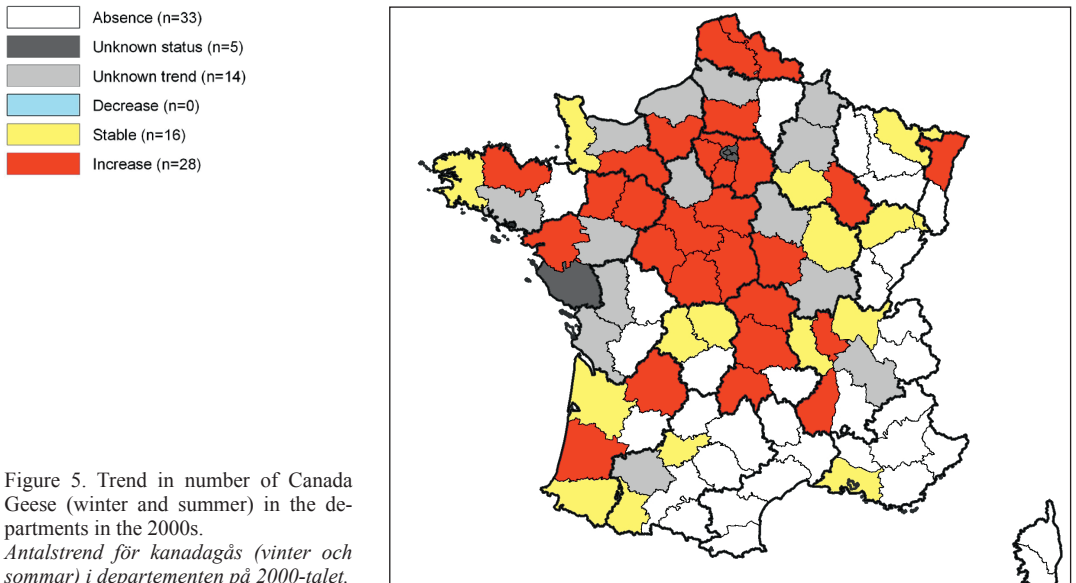 Absence (n=33)
Unknown status (n=5)
Unknown trend (n=14)
Decrease (n=0)
Stable (n=16)
Increase (n=28)
Figure 5. Trend in number of Canada
Geese (winter and summer) in the de-
partments in the 2000s.
Antalstrend för kanadagås (vinter och
sommar) i departementen på 2000-talet.